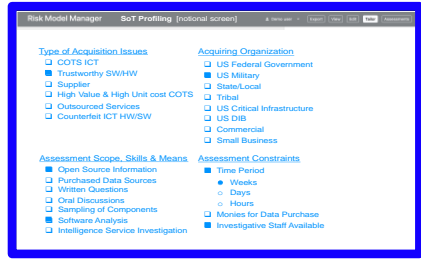 Risk Model Manager SoT Profiling [notional screen] Demo user Export View Edit Tailor Assessments
Type of Acquisition Issues
COTS ICT
Trustworthy SW/HW
Supplier
High Value & High Unit cost COTS
Outsourced Services
Counterfeit ICT HW/SW
Acquiring Organization
US Federal Government
US Military
State/Local
Tribal
US Critical Infrastructure
US DIB
Commercial
Small Business
Assessment Scope, Skills & Means
Open Source Information
Purchased Data Sources
Written Questions
Oral Discussions
Sampling of Components
Software Analysis
Intelligence Service Investigation
Assessment Constraints
Time Period
Weeks
Days
Hours
Monies for Data Purchase
Investigative Staff Available